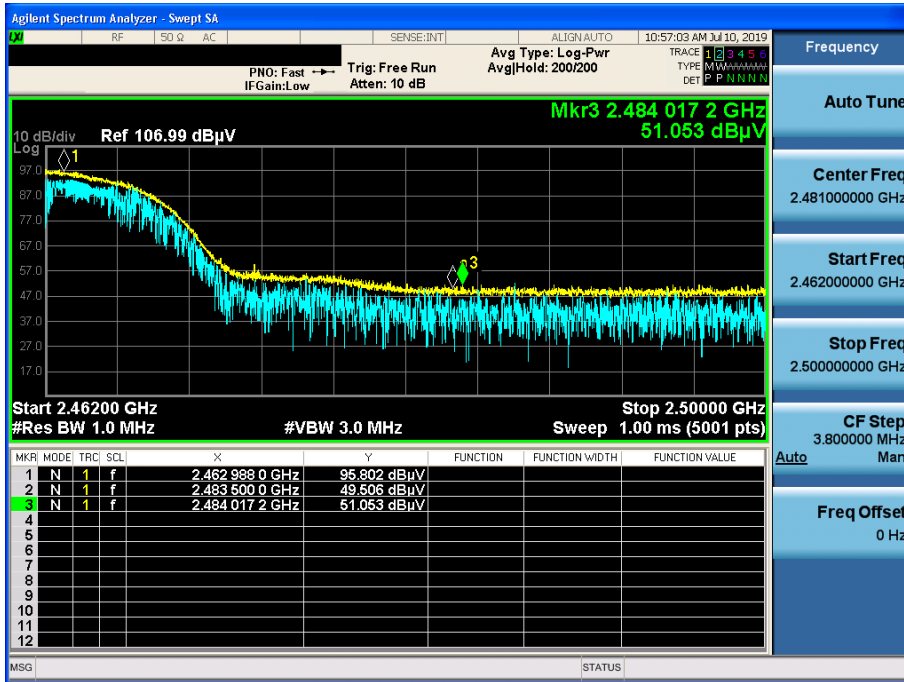 Agilent Spectrum Analyzer - Swept SA
LXI RF 50 Ω AC SENSE:INT ALIGN AUTO 10:57:03 AM Jul 10, 2019
PNO: Fast
IFGain:Low
Trig: Free Run
Atten: 10 dB
Avg Type: Log-Pwr
Avg|Hold: 200/200
TRACE 1 2 3 4 5 6
TYPE M W W W W W
DET P P N N N N
Mkr3 2.484 017 2 GHz
51.053 dBµV
10 dB/div Ref 106.99 dBµV
Log
97.0
87.0
77.0
67.0
57.0
47.0
37.0
27.0
17.0
1
3
Start 2.46200 GHz Stop 2.50000 GHz
#Res BW 1.0 MHz #VBW 3.0 MHz Sweep 1.00 ms (5001 pts)
MKR MODE TRC SCL X Y FUNCTION FUNCTION WIDTH FUNCTION VALUE
1 N 1 f 2.462 988 0 GHz 95.802 dBµV
2 N 1 f 2.483 500 0 GHz 49.506 dBµV
3 N 1 f 2.484 017 2 GHz 51.053 dBµV
4
5
6
7
8
9
10
11
12
MSG STATUS
Frequency
Auto Tune
Center Freq
2.481000000 GHz
Start Freq
2.462000000 GHz
Stop Freq
2.500000000 GHz
CF Step
3.800000 MHz
Auto Man
Freq Offset
0 Hz